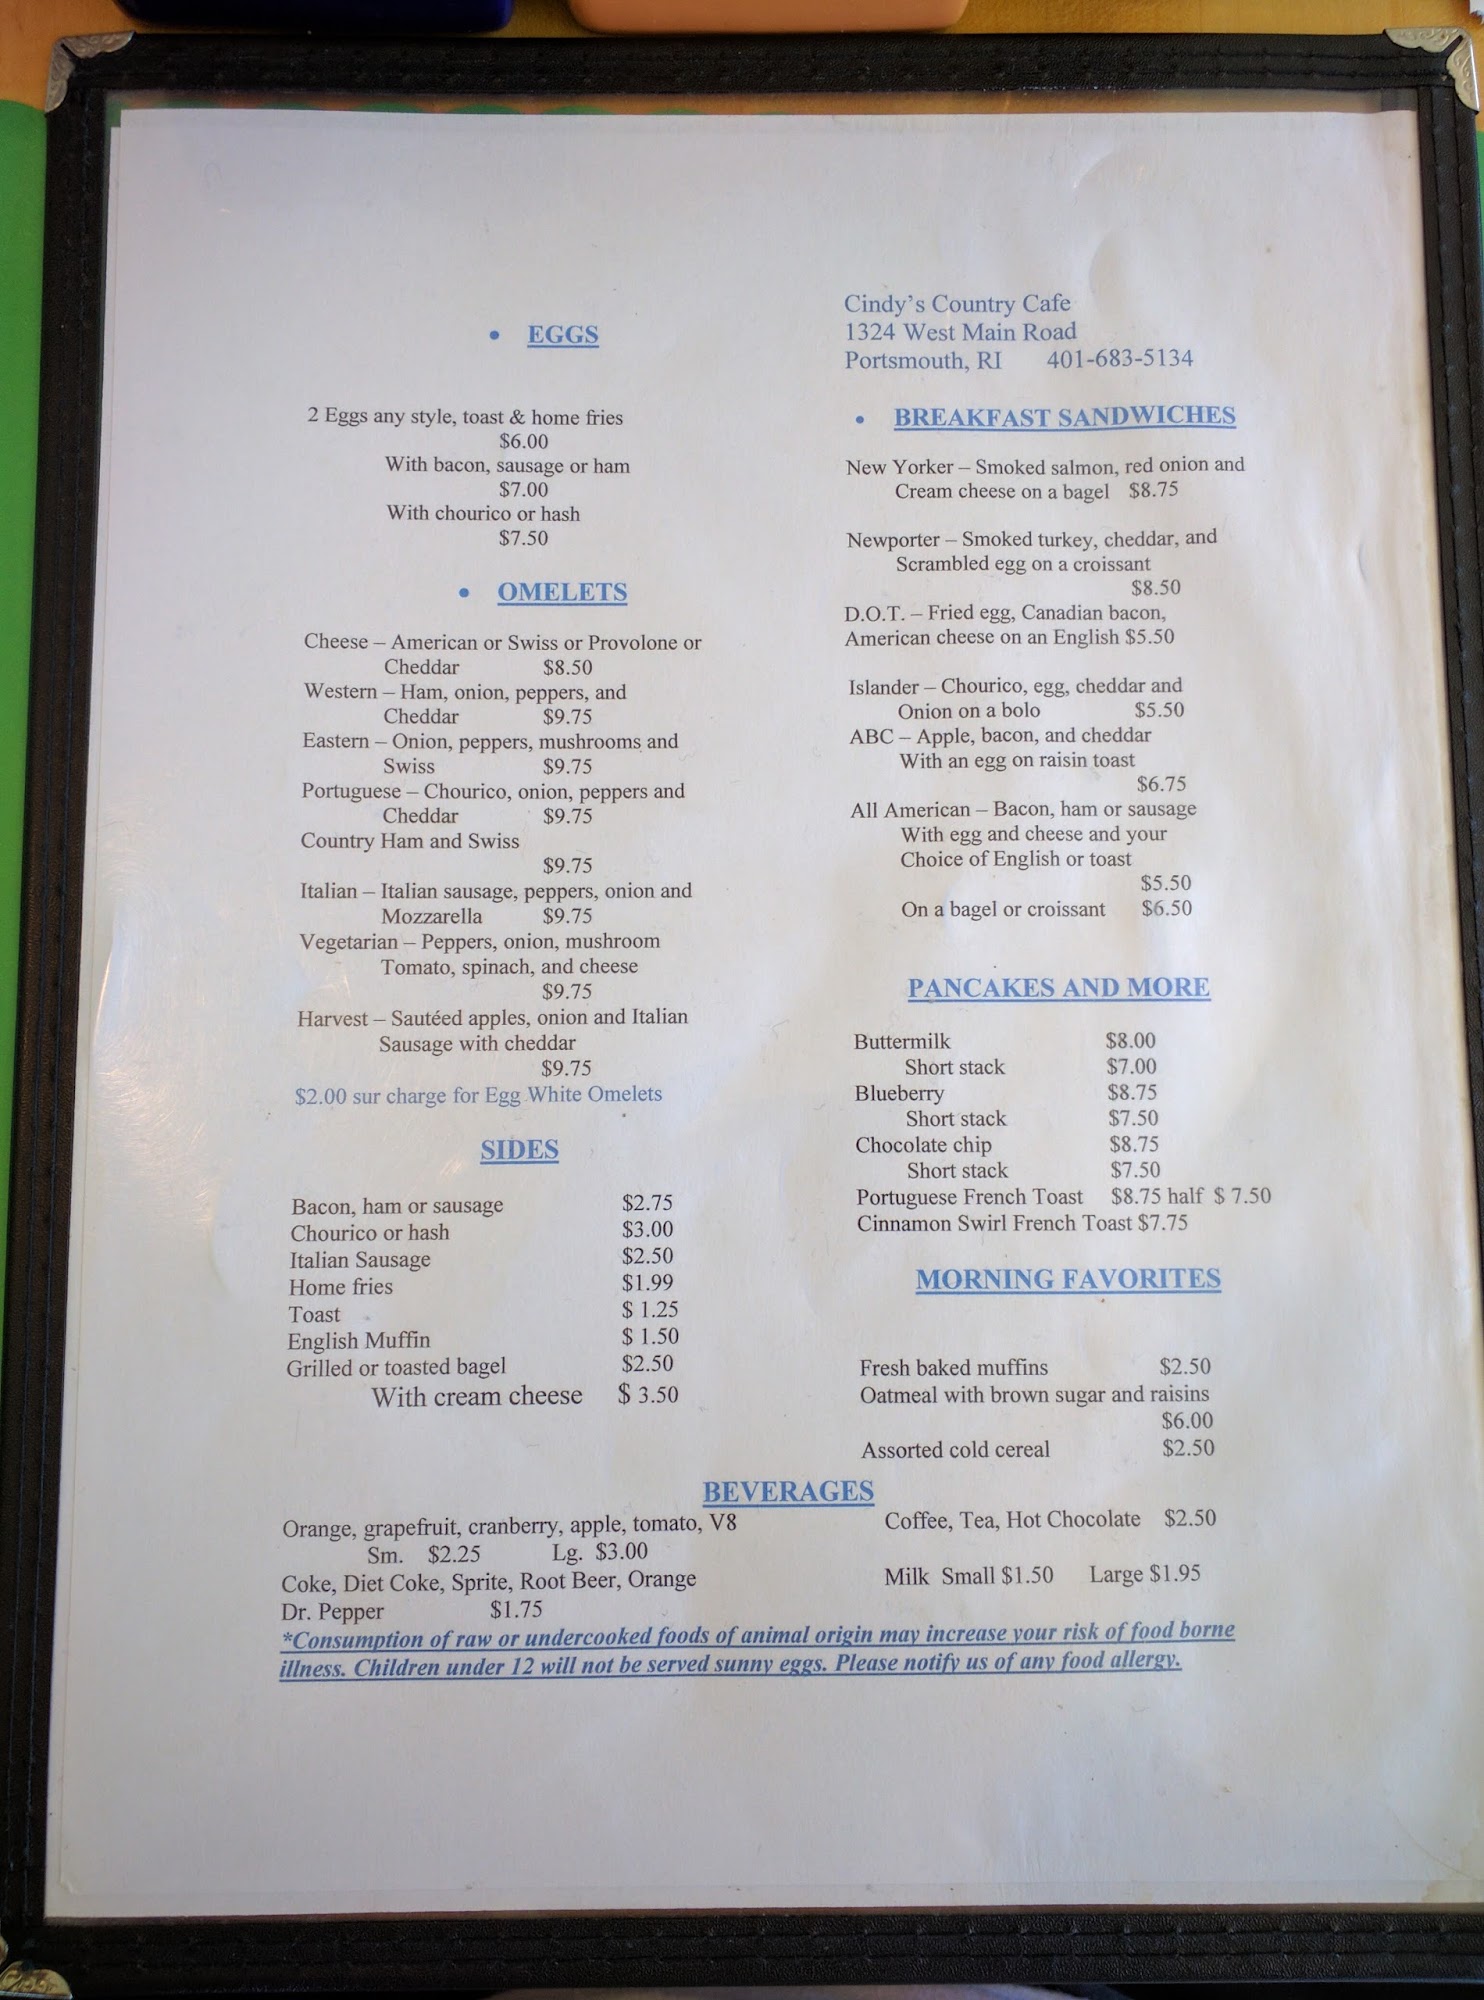 • EGGS
2 Eggs any style, toast & home fries
$6.00
With bacon, sausage or ham
$7.00
With chourico or hash
$7.50
• OMELETS
Cheese – American or Swiss or Provolone or
Cheddar $8.50
Western – Ham, onion, peppers, and
Cheddar $9.75
Eastern – Onion, peppers, mushrooms and
Swiss $9.75
Portuguese – Chourico, onion, peppers and
Cheddar $9.75
Country Ham and Swiss
$9.75
Italian – Italian sausage, peppers, onion and
Mozzarella $9.75
Vegetarian – Peppers, onion, mushroom
Tomato, spinach, and cheese
$9.75
Harvest – Sautéed apples, onion and Italian
Sausage with cheddar
$9.75
$2.00 sur charge for Egg White Omelets
SIDES
Bacon, ham or sausage $2.75
Chourico or hash $3.00
Italian Sausage $2.50
Home fries $1.99
Toast $ 1.25
English Muffin $ 1.50
Grilled or toasted bagel $2.50
With cream cheese $ 3.50
Cindy's Country Cafe
1324 West Main Road
Portsmouth, RI 401-683-5134
• BREAKFAST SANDWICHES
New Yorker – Smoked salmon, red onion and
Cream cheese on a bagel $8.75
Newporter – Smoked turkey, cheddar, and
Scrambled egg on a croissant
$8.50
D.O.T. – Fried egg, Canadian bacon,
American cheese on an English $5.50
Islander – Chourico, egg, cheddar and
Onion on a bolo $5.50
ABC – Apple, bacon, and cheddar
With an egg on raisin toast
$6.75
All American – Bacon, ham or sausage
With egg and cheese and your
Choice of English or toast
$5.50
On a bagel or croissant $6.50
PANCAKES AND MORE
Buttermilk $8.00
Short stack $7.00
Blueberry $8.75
Short stack $7.50
Chocolate chip $8.75
Short stack $7.50
Portuguese French Toast $8.75 half $ 7.50
Cinnamon Swirl French Toast $7.75
MORNING FAVORITES
Fresh baked muffins $2.50
Oatmeal with brown sugar and raisins
$6.00
Assorted cold cereal $2.50
BEVERAGES
Orange, grapefruit, cranberry, apple, tomato, V8
Sm. $2.25 Lg. $3.00
Coke, Diet Coke, Sprite, Root Beer, Orange
Dr. Pepper $1.75
Coffee, Tea, Hot Chocolate $2.50
Milk Small $1.50 Large $1.95
*Consumption of raw or undercooked foods of animal origin may increase your risk of food borne
illness. Children under 12 will not be served sunny eggs. Please notify us of any food allergy.